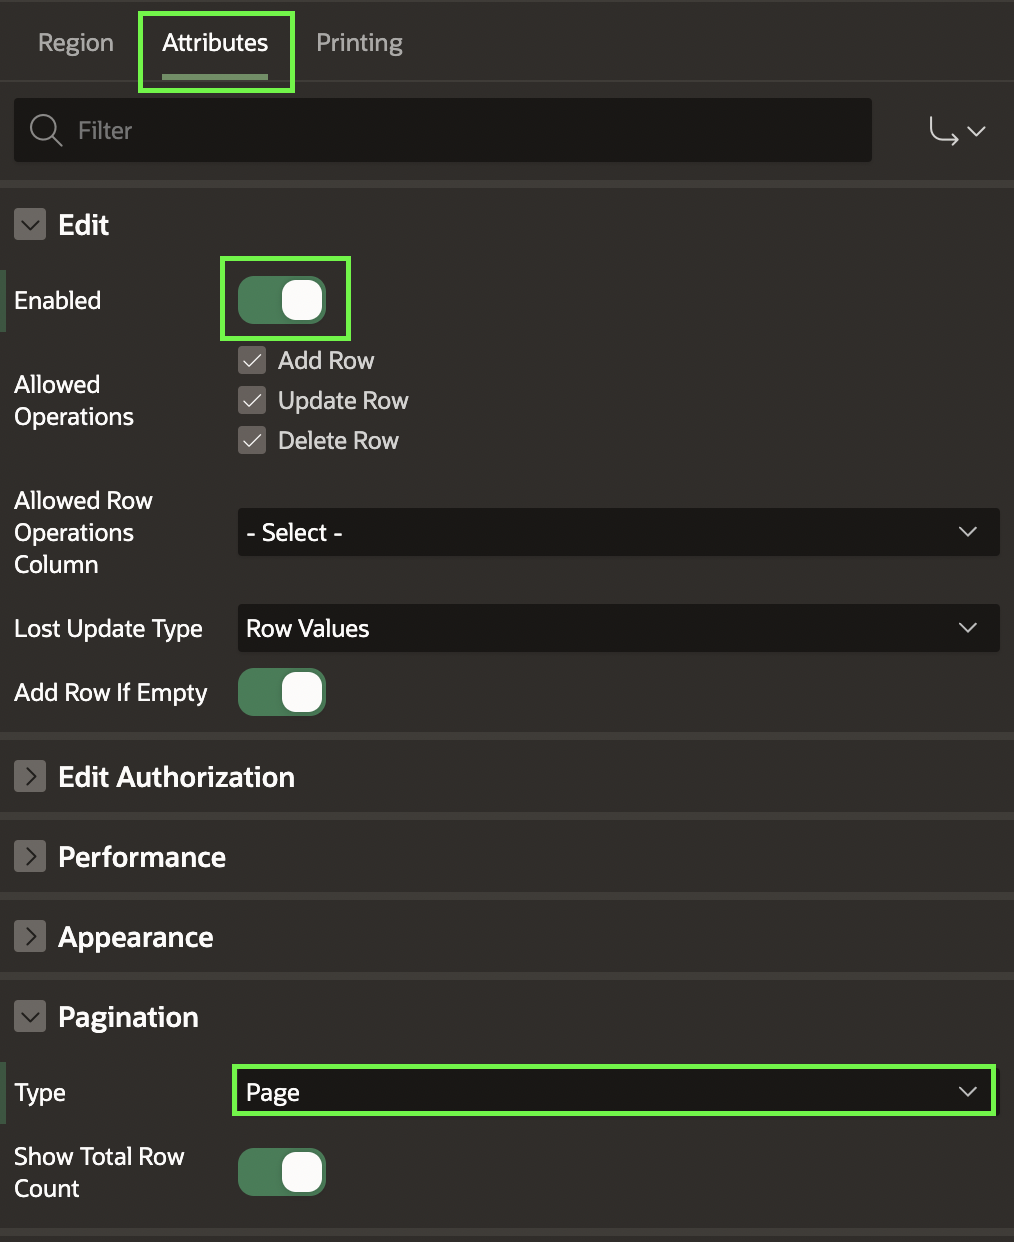 Region Attributes Printing
Filter
Edit
Enabled
Allowed
Operations
Add Row
Update Row
Delete Row
Allowed Row
Operations
Column
- Select -
Lost Update Type Row Values
Add Row If Empty
Edit Authorization
Performance
Appearance
Pagination
Type Page
Show Total Row
Count